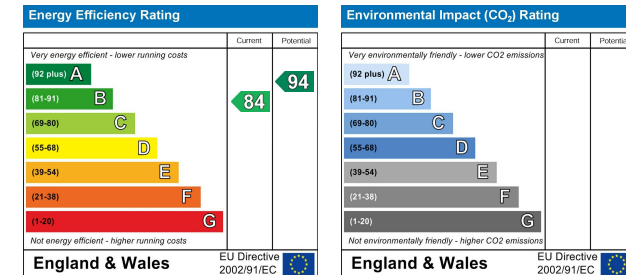 Energy Efficiency Rating
Current Potential
Very energy efficient - lower running costs
(92 plus) A
94
(81-91) B
84
(69-80) C
(55-68) D
(39-54) E
(21-38) F
(1-20) G
Not energy efficient - higher running costs
England & Wales
EU Directive
2002/91/EC
Environmental Impact (CO2) Rating
Current Potential
Very environmentally friendly - lower CO2 emissions
(92 plus) A
(81-91) B
(69-80) C
(55-68) D
(39-54) E
(21-38) F
(1-20) G
Not environmentally friendly - higher CO2 emissions
England & Wales
EU Directive
2002/91/EC